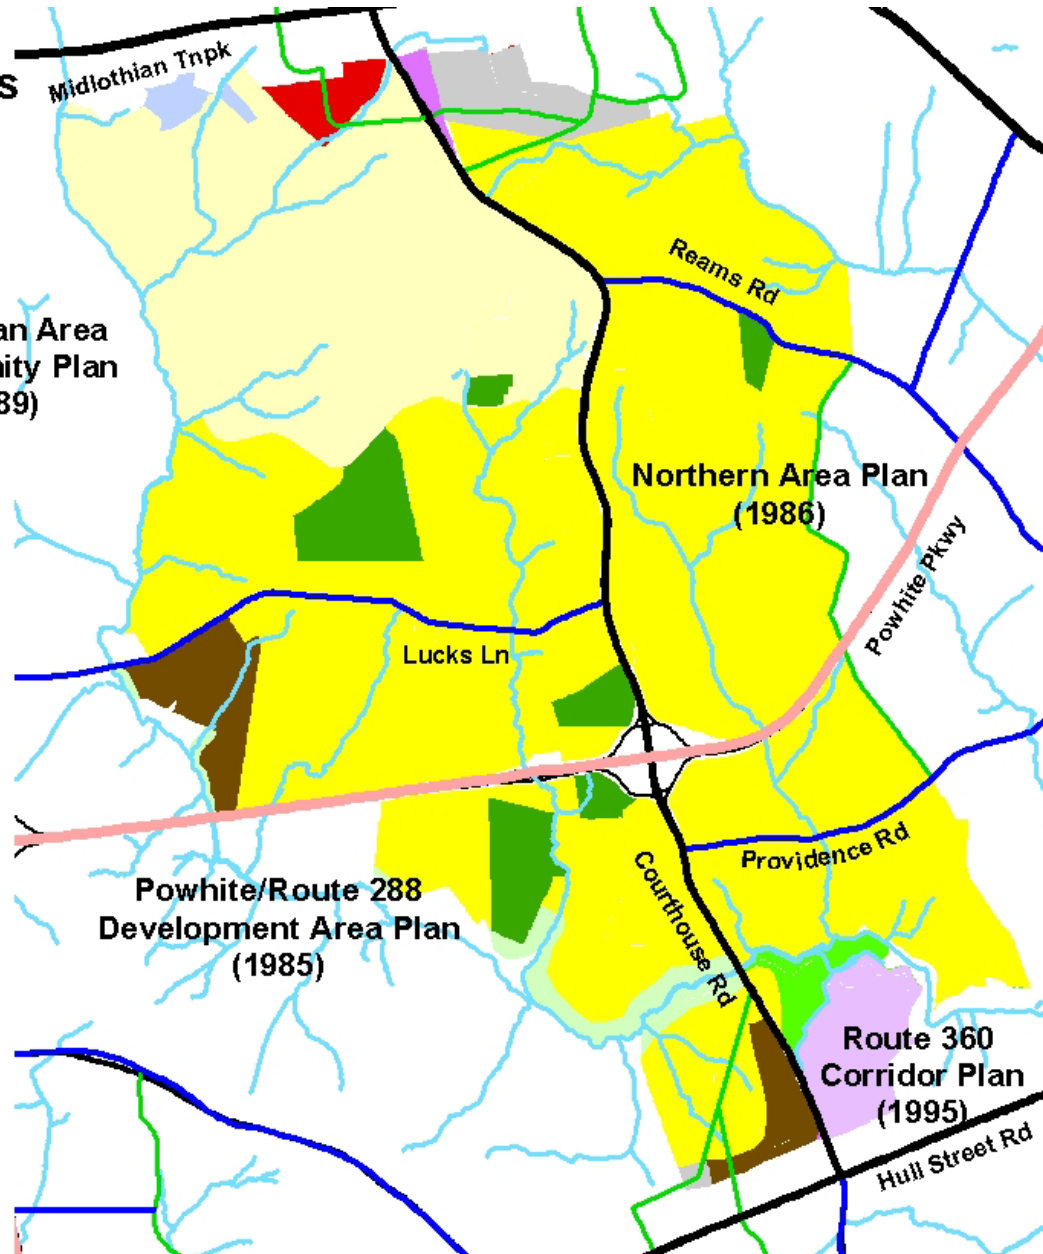 Midlothian Tnpk
S
Reams Rd
an Area
nity Plan
89)
Northern Area Plan
(1986)
Powhite Pkwy
Lucks Ln
Providence Rd
Courthouse Rd
Powhite/Route 288
Development Area Plan
(1985)
Route 360
Corridor Plan
(1995)
Hull Street Rd